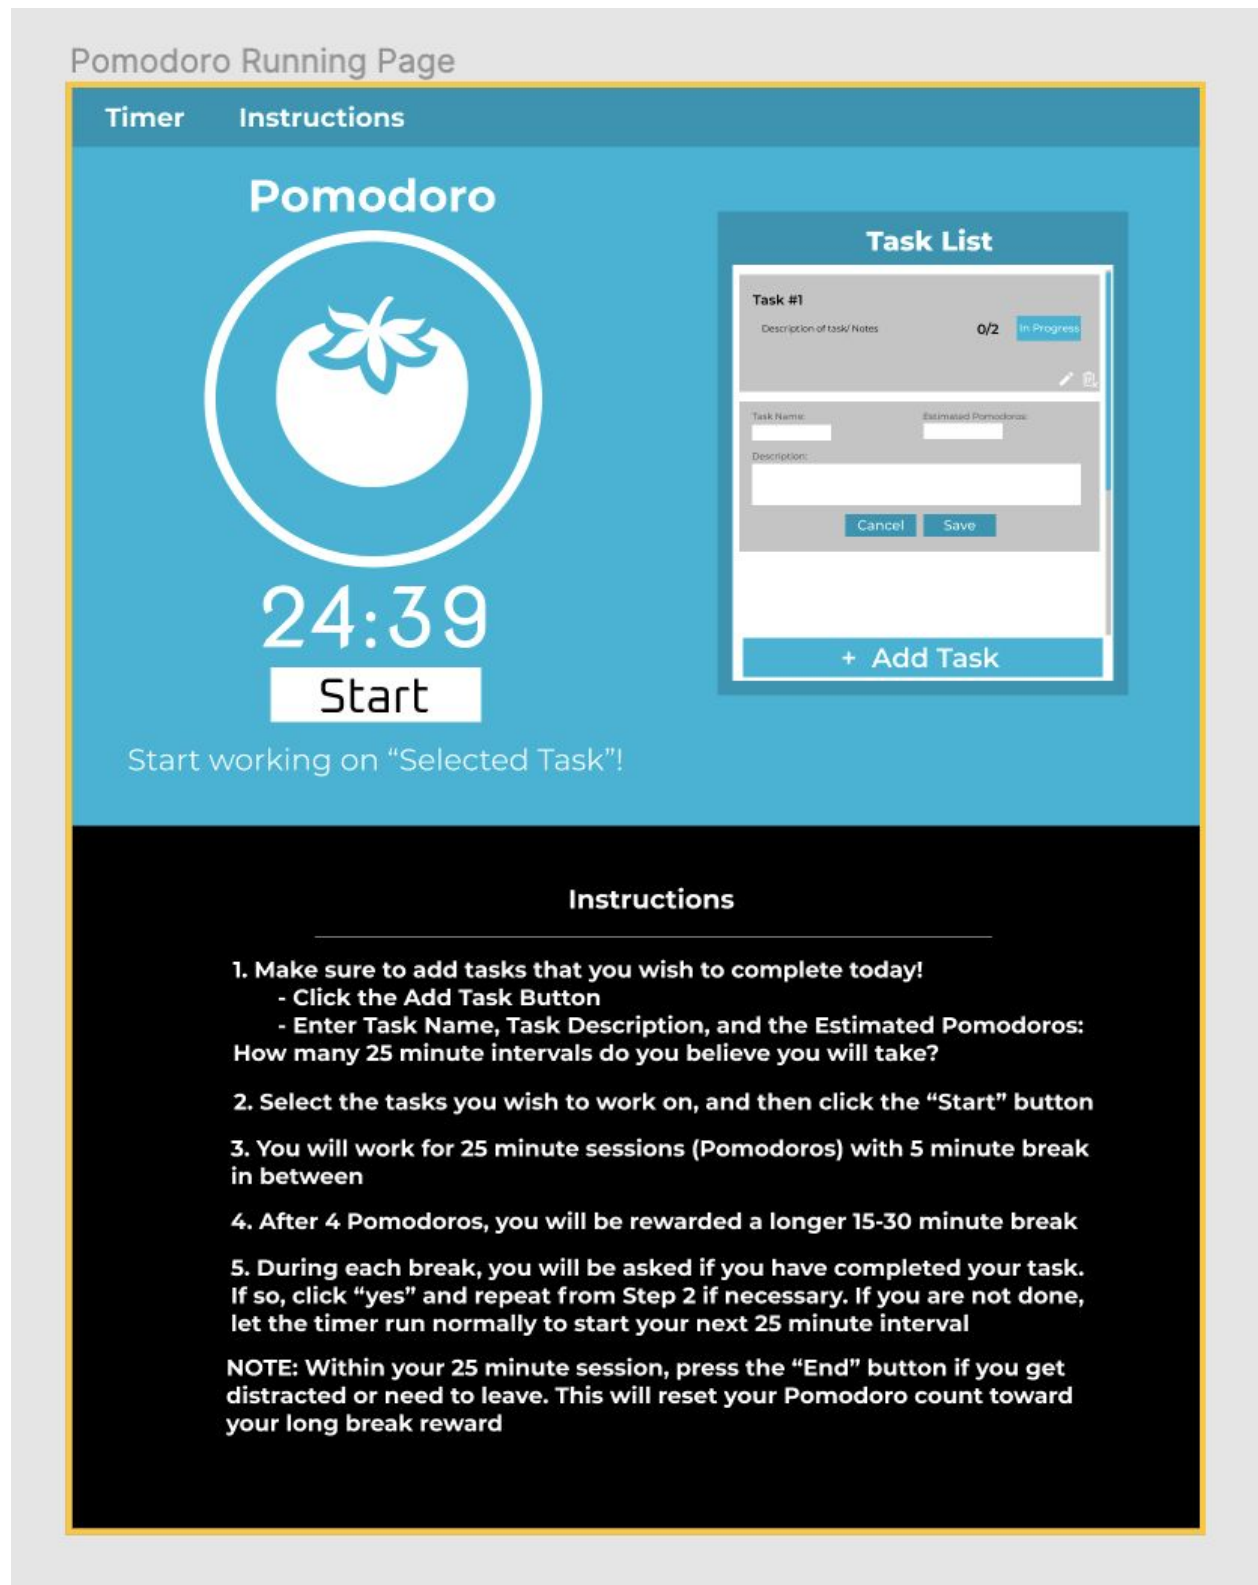 Pomodoro Running Page
Timer Instructions
Pomodoro
24:39
Start
Start working on “Selected Task”!
Task List
Task #1
Description of task/ Notes 0/2 In Progress
Task Name: Estimated Pomodoros:
Description:
Cancel Save
+ Add Task
Instructions
1. Make sure to add tasks that you wish to complete today!
- Click the Add Task Button
- Enter Task Name, Task Description, and the Estimated Pomodoros:
How many 25 minute intervals do you believe you will take?
2. Select the tasks you wish to work on, and then click the “Start” button
3. You will work for 25 minute sessions (Pomodoros) with 5 minute break
in between
4. After 4 Pomodoros, you will be rewarded a longer 15-30 minute break
5. During each break, you will be asked if you have completed your task.
If so, click “yes” and repeat from Step 2 if necessary. If you are not done,
let the timer run normally to start your next 25 minute interval
NOTE: Within your 25 minute session, press the “End” button if you get
distracted or need to leave. This will reset your Pomodoro count toward
your long break reward